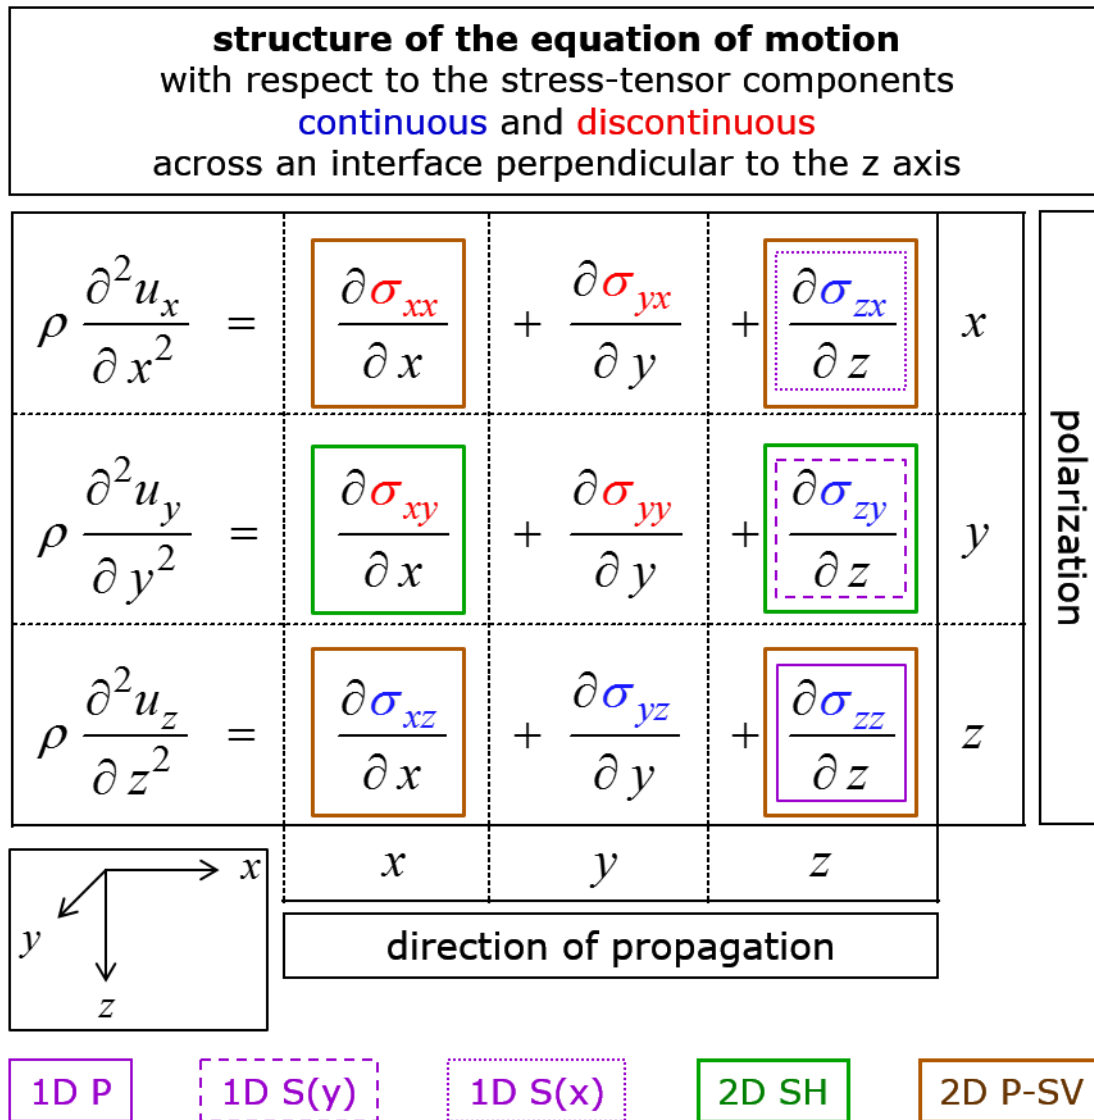 structure of the equation of motion
with respect to the stress-tensor components
continuous and discontinuous
across an interface perpendicular to the z axis
ρ ∂²u_x / ∂x² = ∂σ_xx / ∂x + ∂σ_yx / ∂y + ∂σ_zx / ∂z x
ρ ∂²u_y / ∂y² = ∂σ_xy / ∂x + ∂σ_yy / ∂y + ∂σ_zy / ∂z y
ρ ∂²u_z / ∂z² = ∂σ_xz / ∂x + ∂σ_yz / ∂y + ∂σ_zz / ∂z z
polarization
x y z
direction of propagation
x
y
z
1D P 1D S(y) 1D S(x) 2D SH 2D P-SV